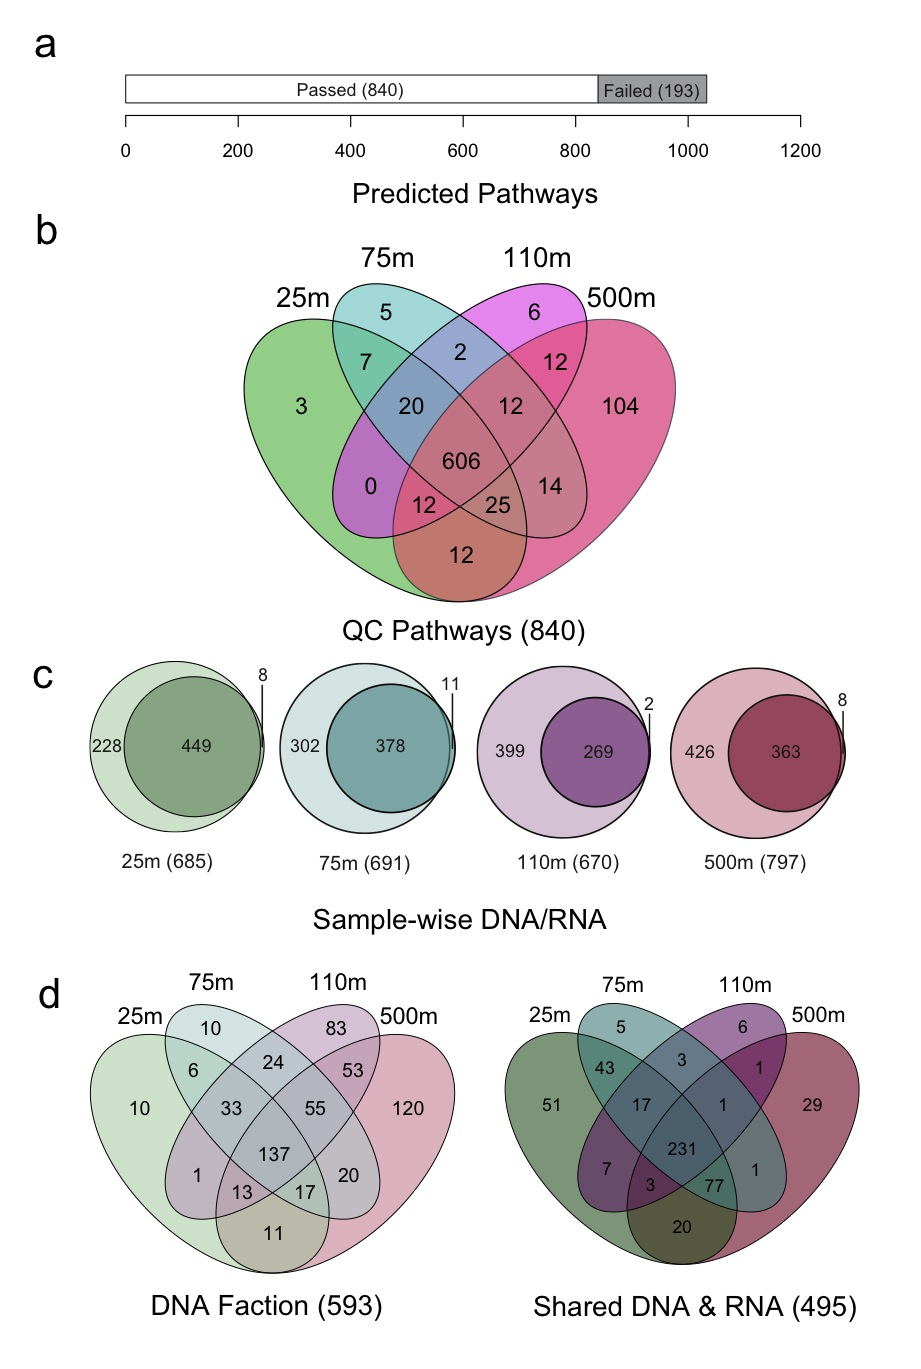 a
Passed (840) Failed (193)
0 200 400 600 800 1000 1200
Predicted Pathways
b
75m 110m
25m 500m
5 6
7 2 12
3 20 12 104
606
0 14
12 25
12
QC Pathways (840)
c
8 11 2 8
228 449 302 378 399 269 426 363
25m (685) 75m (691) 110m (670) 500m (797)
Sample-wise DNA/RNA
d
75m 110m
25m 500m
10 83
6 24 53
10 33 55 120
137
1 20
13 17
11
DNA Faction (593)
75m 110m
25m 500m
5 6
43 3 1
51 17 1 29
231
7 1
3 77
20
Shared DNA & RNA (495)